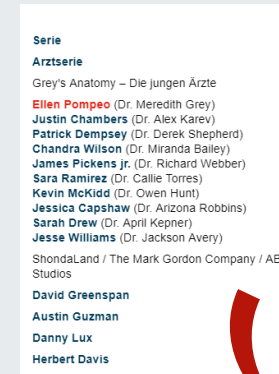 Serie
Arztserie
Grey's Anatomy – Die jungen Ärzte
Ellen Pompeo (Dr. Meredith Grey)
Justin Chambers (Dr. Alex Karev)
Patrick Dempsey (Dr. Derek Shepherd)
Chandra Wilson (Dr. Miranda Bailey)
James Pickens jr. (Dr. Richard Webber)
Sara Ramirez (Dr. Callie Torres)
Kevin McKidd (Dr. Owen Hunt)
Jessica Capshaw (Dr. Arizona Robbins)
Sarah Drew (Dr. April Kepner)
Jesse Williams (Dr. Jackson Avery)
ShondaLand / The Mark Gordon Company / AB
Studios
David Greenspan
Austin Guzman
Danny Lux
Herbert Davis